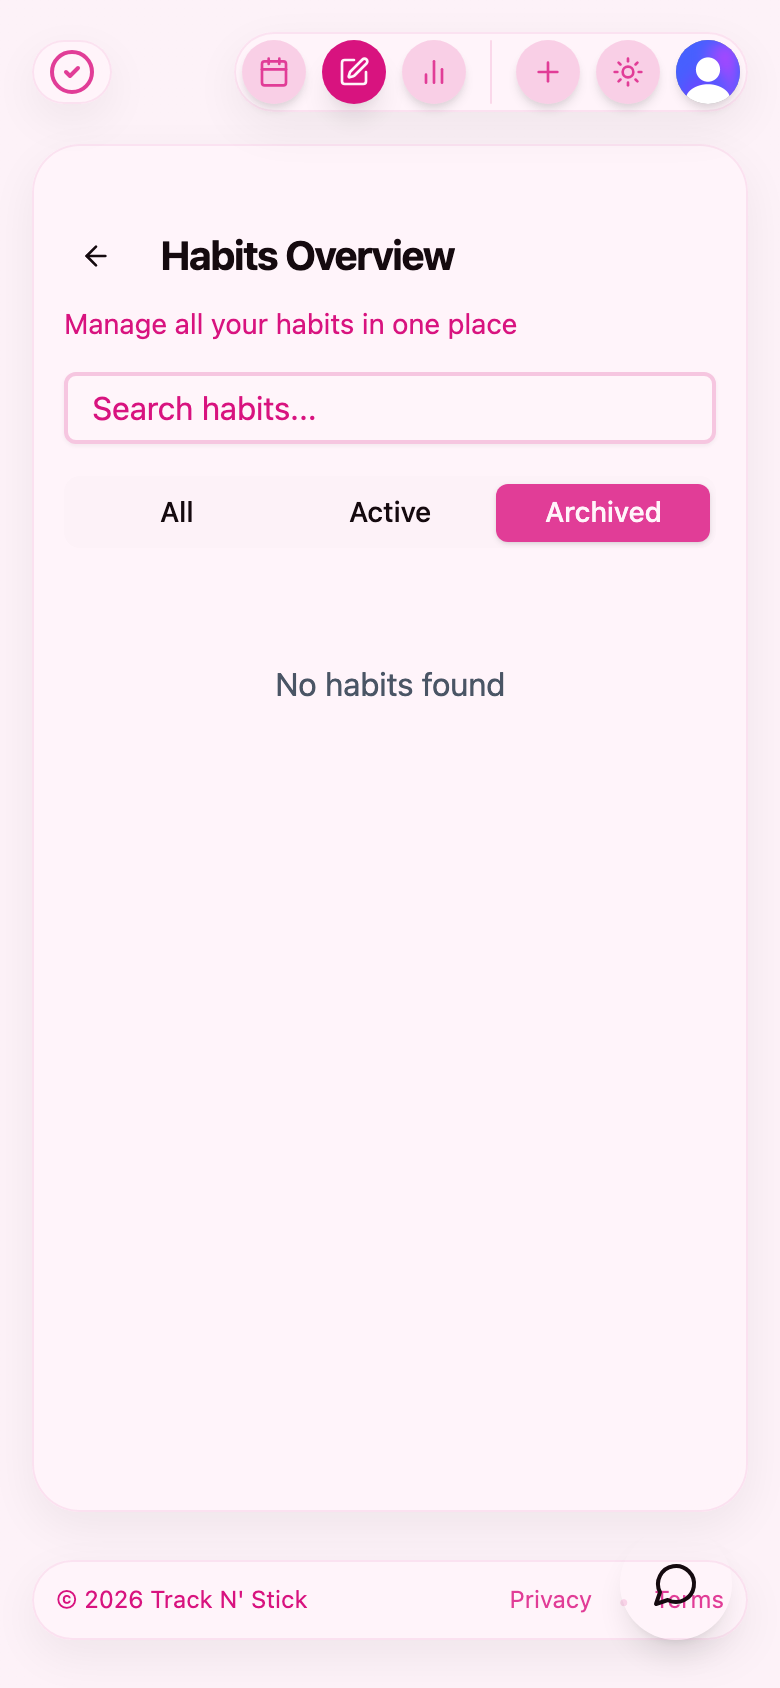 Habits Overview
Manage all your habits in one place
Search habits...
All
Active
Archived
No habits found
© 2026 Track N' Stick
Privacy
Terms